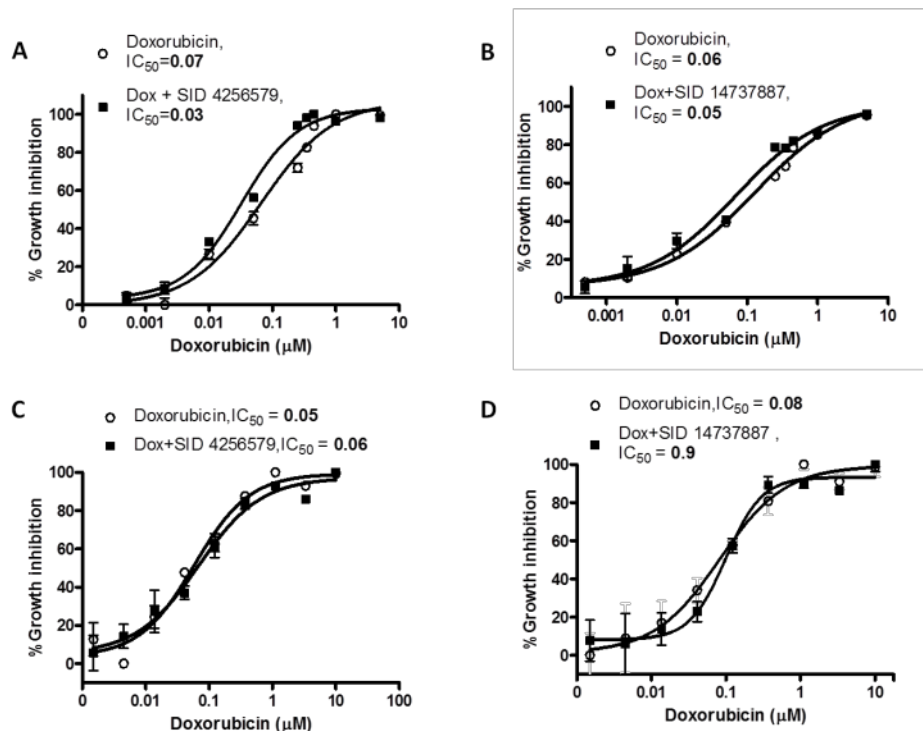 A
Doxorubicin,
IC50=0.07
Dox + SID 4256579,
IC50=0.03
100
80
60
40
20
0
% Growth inhibition
0 0.001 0.01 0.1 1 10
Doxorubicin (μM)
B
Doxorubicin,
IC50 = 0.06
Dox+SID 14737887,
IC50 = 0.05
100
80
60
40
20
0
% Growth inhibition
0.001 0.01 0.1 1 10
Doxorubicin (μM)
C
Doxorubicin,IC50 = 0.05
Dox+SID 4256579,IC50 = 0.06
100
80
60
40
20
0
% Growth inhibition
0.001 0.01 0.1 1 10 100
Doxorubicin (μM)
D
Doxorubicin,IC50 = 0.08
Dox+SID 14737887 ,
IC50 = 0.9
100
80
60
40
20
0
% Growth inhibition
0 0.01 0.1 1 10
Doxorubicin (μM)